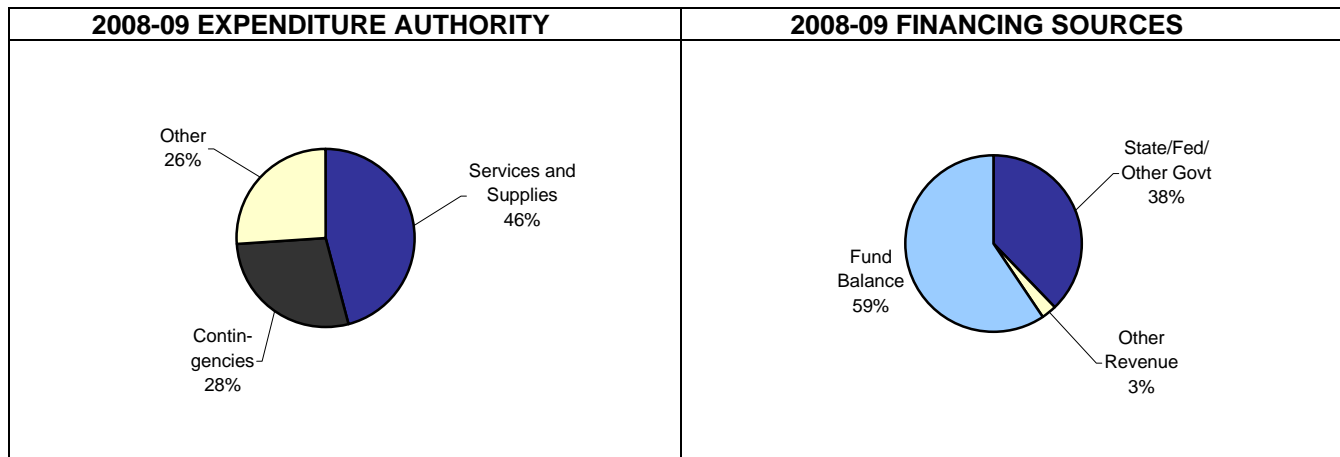 2008-09 EXPENDITURE AUTHORITY
2008-09 FINANCING SOURCES
Other
26%
Services and
Supplies
46%
Contin-
gencies
28%
State/Fed/
Other Govt
38%
Fund
Balance
59%
Other
Revenue
3%